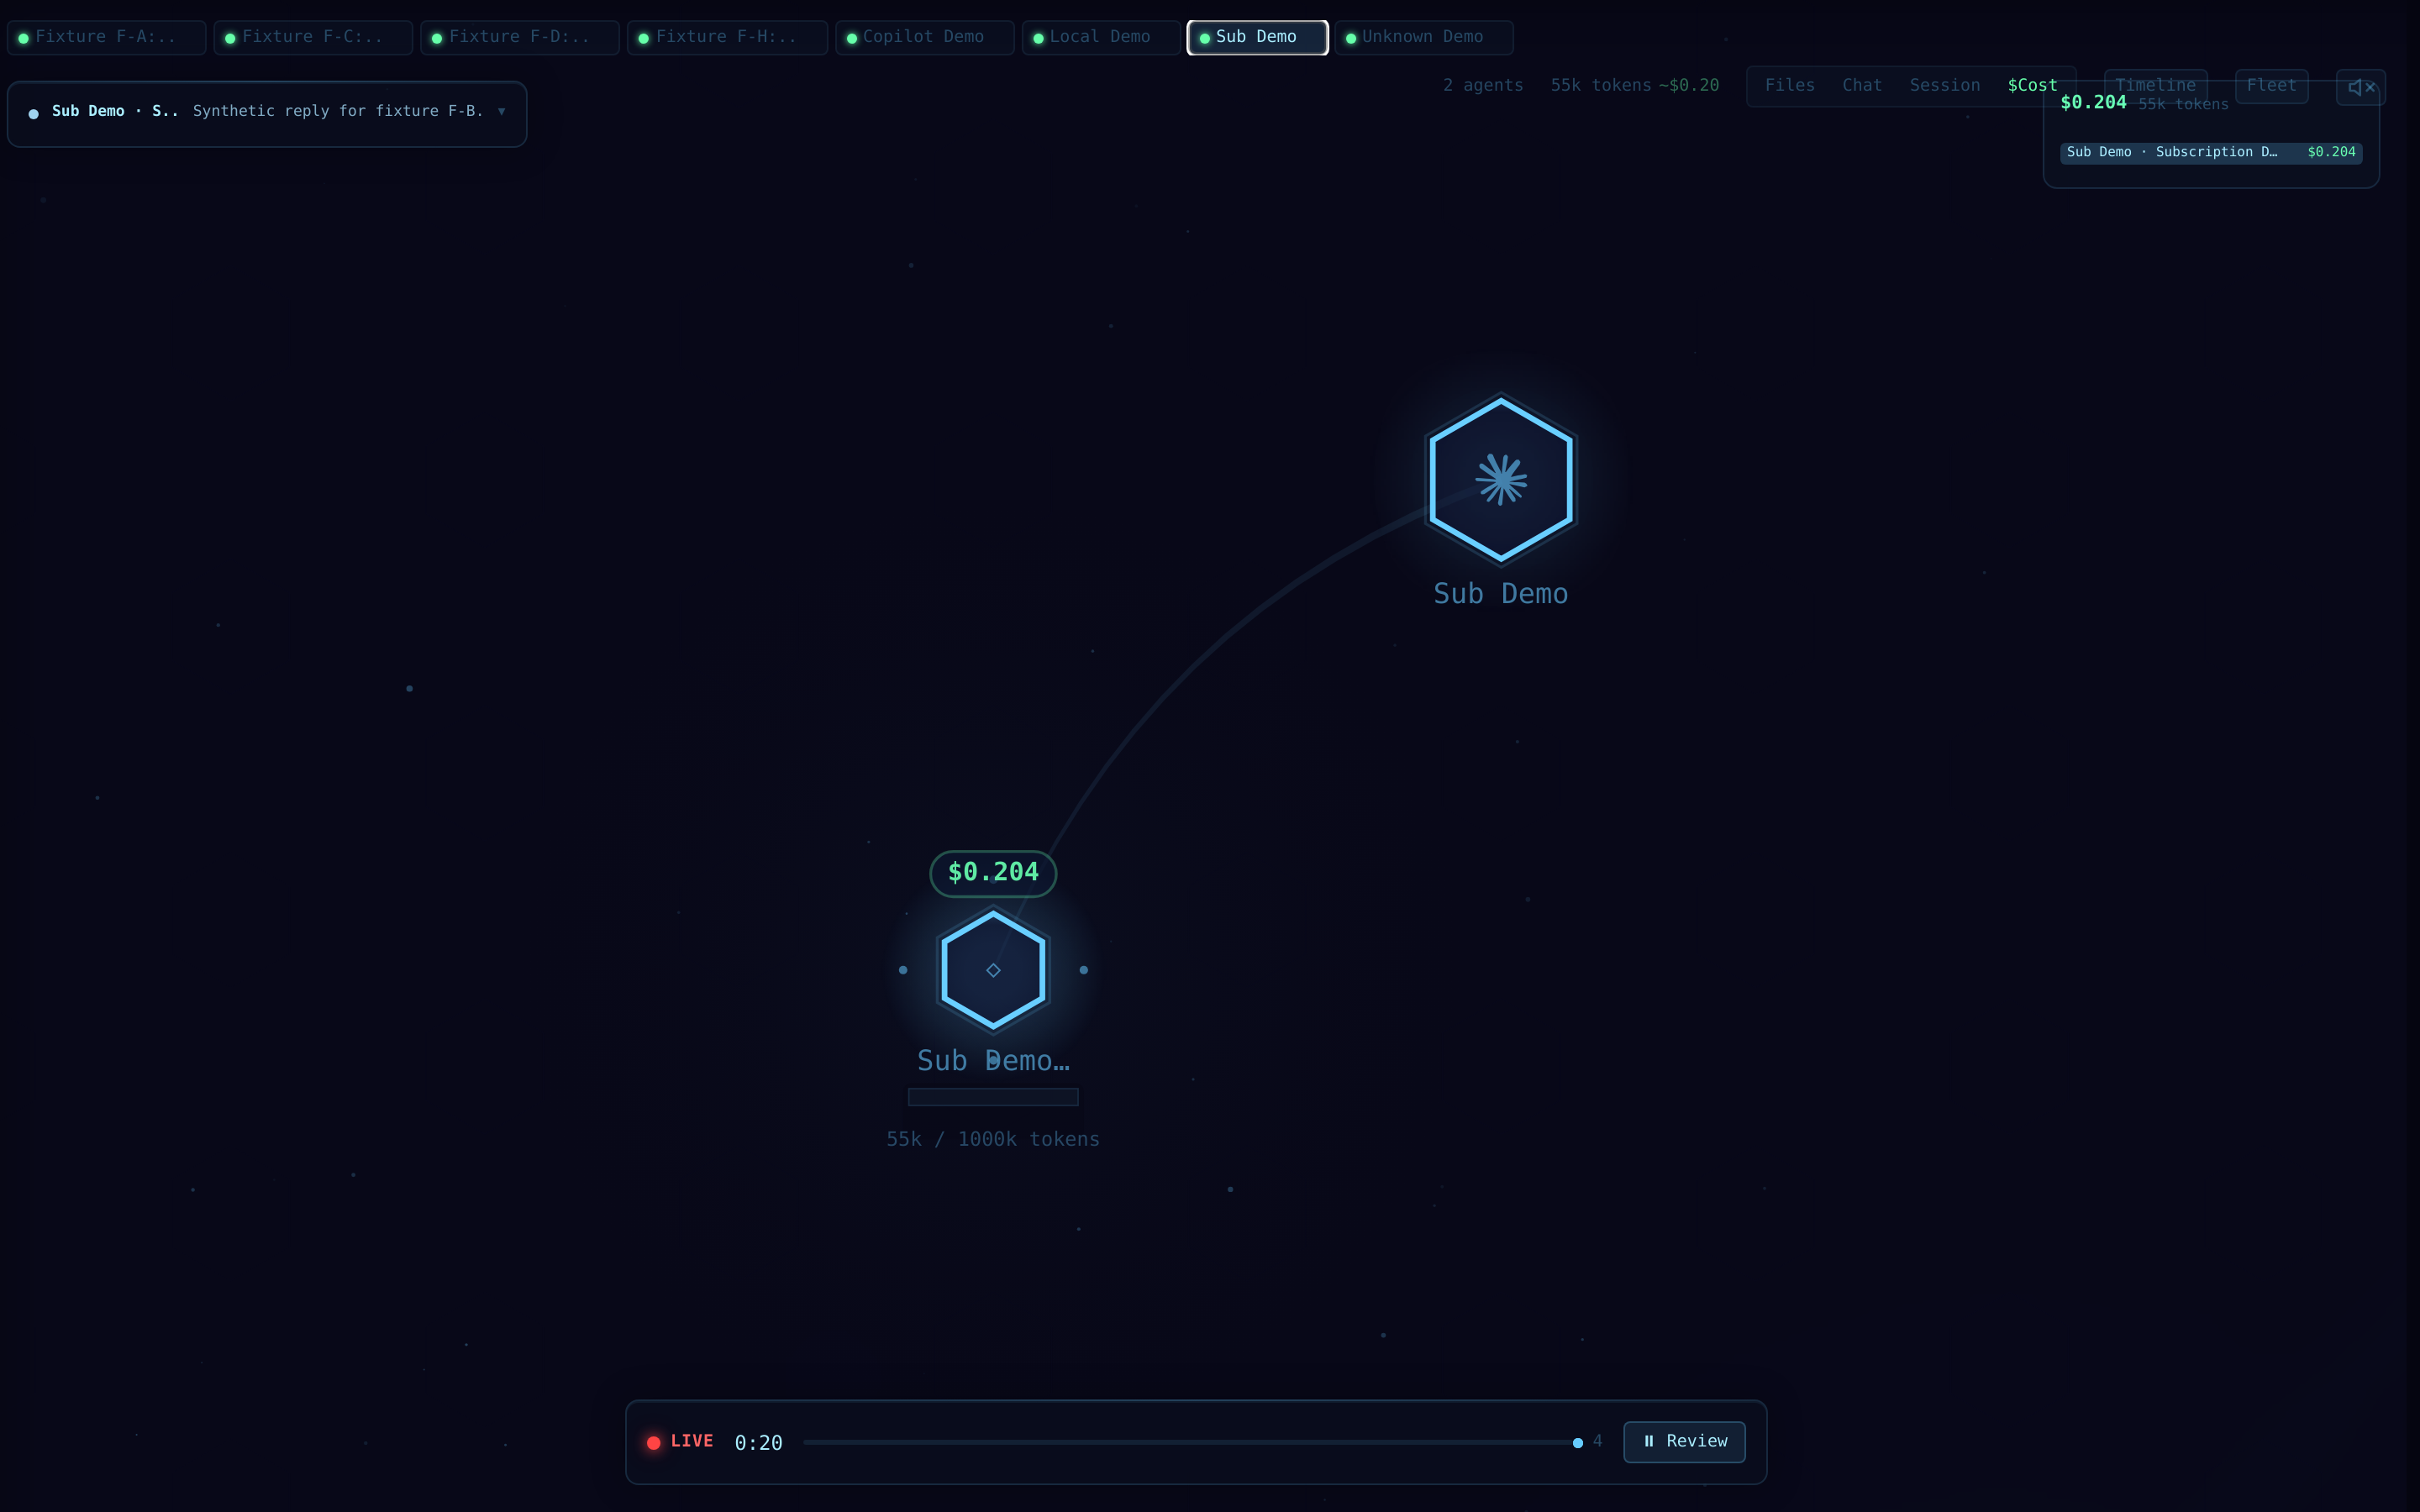 Fixture F-A:.. Fixture F-C:.. Fixture F-D:.. Fixture F-H:.. Copilot Demo Local Demo Sub Demo Unknown Demo
2 agents 55k tokens ~$0.20 Files Chat Session $Cost Timeline Fleet
Sub Demo · S.. Synthetic reply for fixture F-B. ▼
$0.204 55k tokens
Sub Demo · Subscription D… $0.204
Sub Demo
$0.204
Sub Demo…
55k / 1000k tokens
LIVE 0:20 4 Review